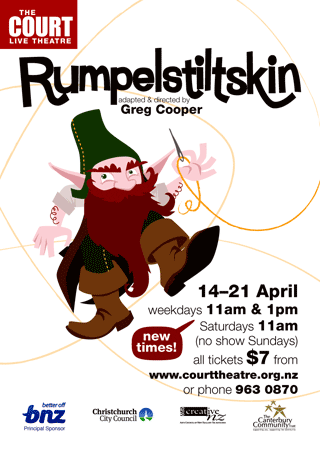 THE
COURT
LIVE THEATRE
Rumpelstiltskin
adapted & directed by
Greg Cooper
14–21 April
weekdays 11am & 1pm
Saturdays 11am
(no show Sundays)
new
times!
all tickets $7 from
www.courttheatre.org.nz
or phone 963 0870
better off
bnz
Principal Sponsor
Christchurch
City Council
creative
nz
The
Canterbury
Community